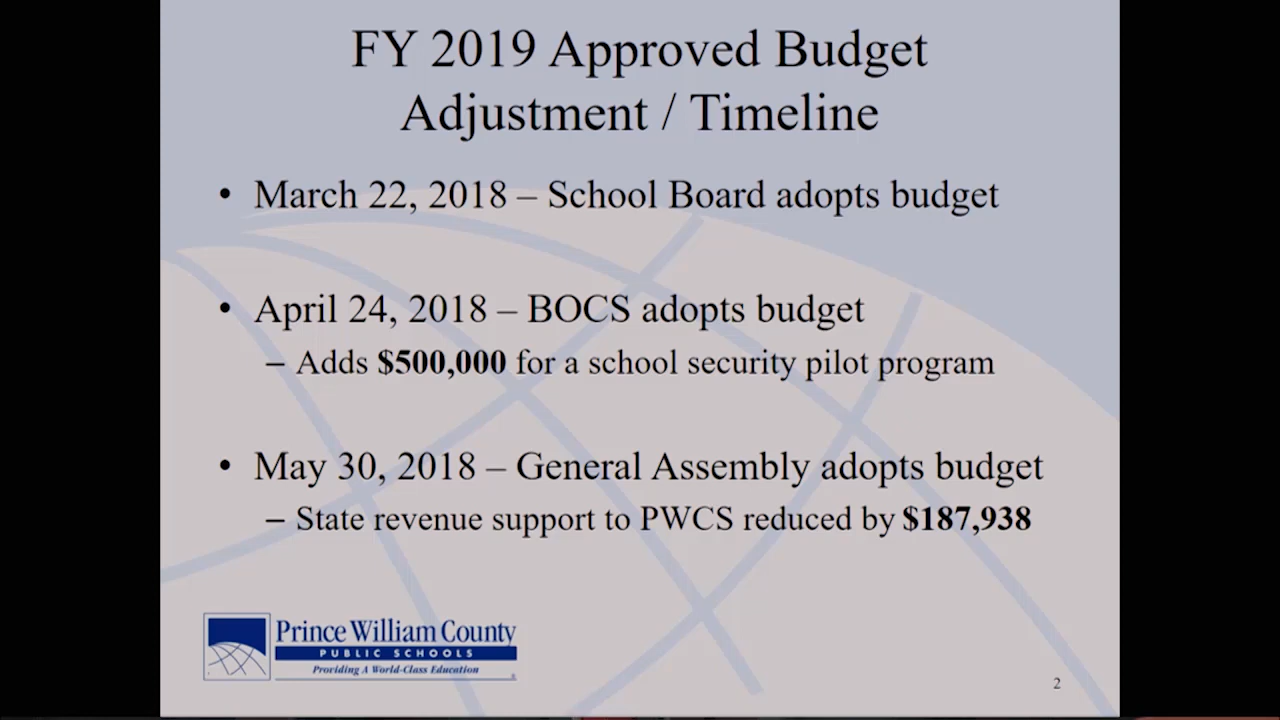 FY 2019 Approved Budget
Adjustment / Timeline
• March 22, 2018 – School Board adopts budget
• April 24, 2018 – BOCS adopts budget
– Adds $500,000 for a school security pilot program
• May 30, 2018 – General Assembly adopts budget
– State revenue support to PWCS reduced by $187,938
Prince William County
PUBLIC SCHOOLS
Providing A World-Class Education
2